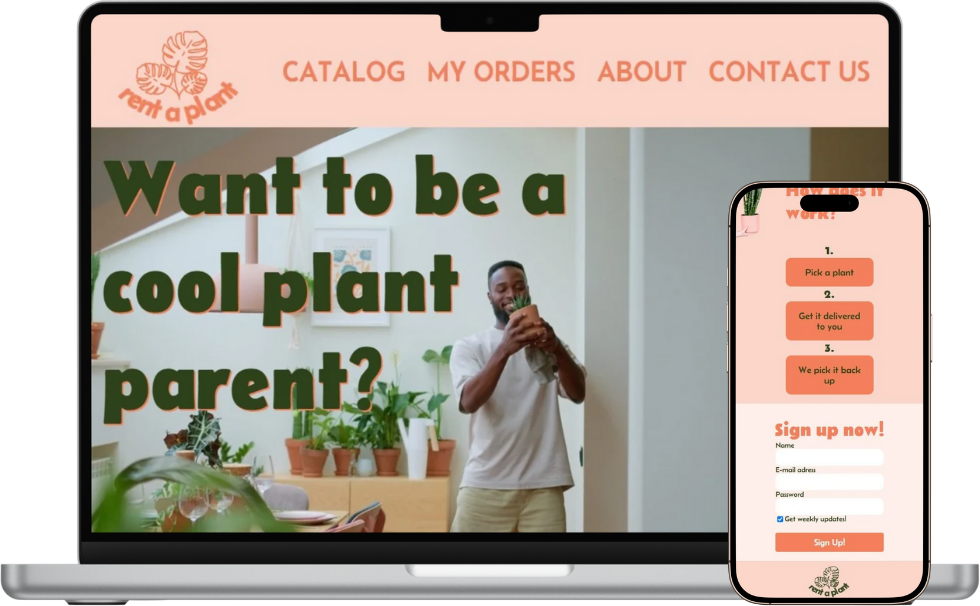 rent a plant
CATALOG MY ORDERS ABOUT CONTACT US
Want to be a
cool plant
parent?
How does it
work?
1.
Pick a plant
2.
Get it delivered
to you
3.
We pick it back
up
Sign up now!
Name
E-mail adress
Password
Get weekly updates!
Sign Up!
rent a plant